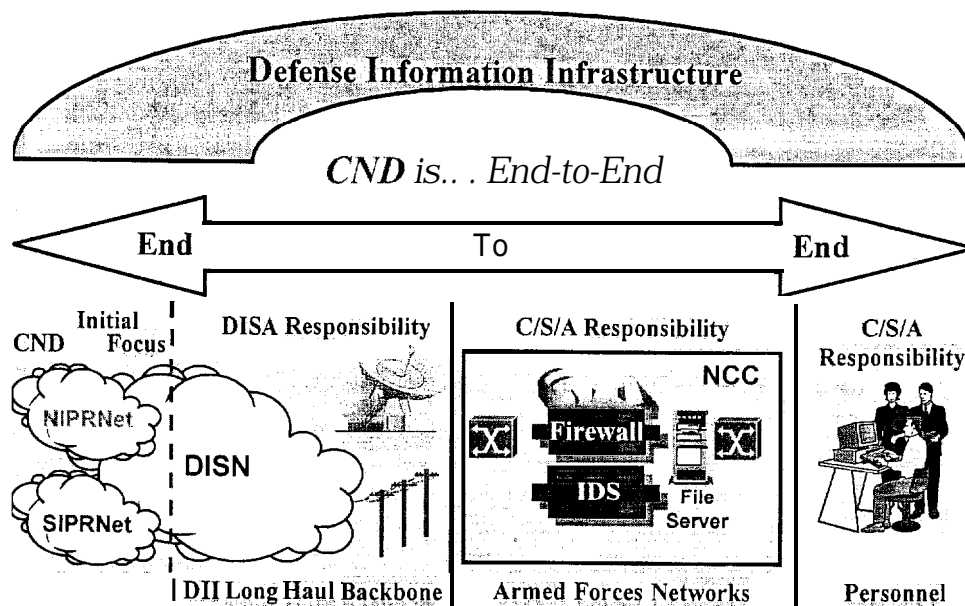 Defense Information Infrastructure
CND is.. . End-to-End
End To End
CND Initial Focus
DISA Responsibility
C/S/A Responsibility
C/S/A
Responsibility
NIPRNet
SIPRNet
DISN
NCC
Firewall
IDS
File
Server
DII Long Haul Backbone
Armed Forces Networks
Personnel